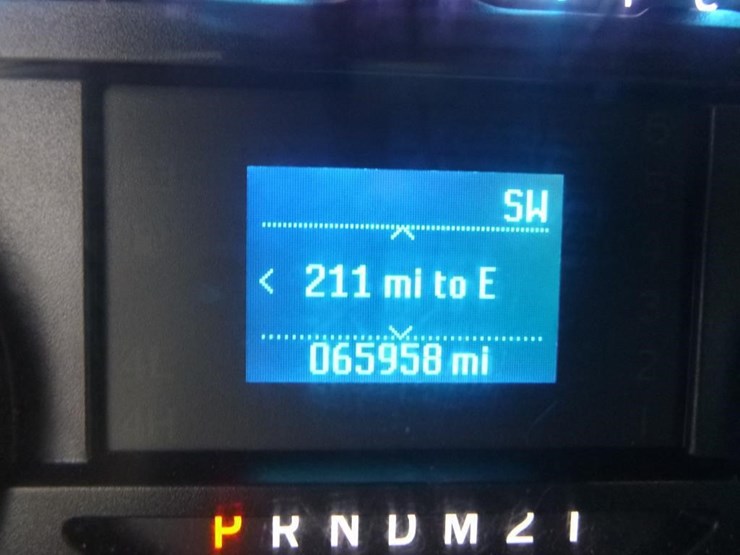 SW
< 211 mi to E
065958 mi
P R N D M 2 1